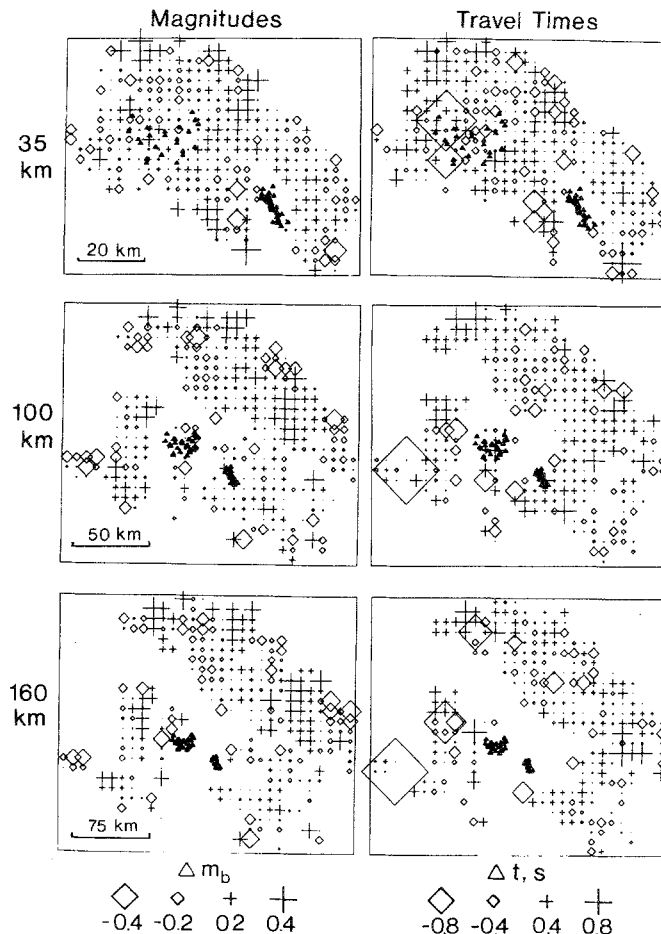 Magnitudes Travel Times
35 km
20 km
100 km
50 km
160 km
75 km
△ m_b △ t, s
-0.4 -0.2 0.2 0.4 -0.8 -0.4 0.4 0.8